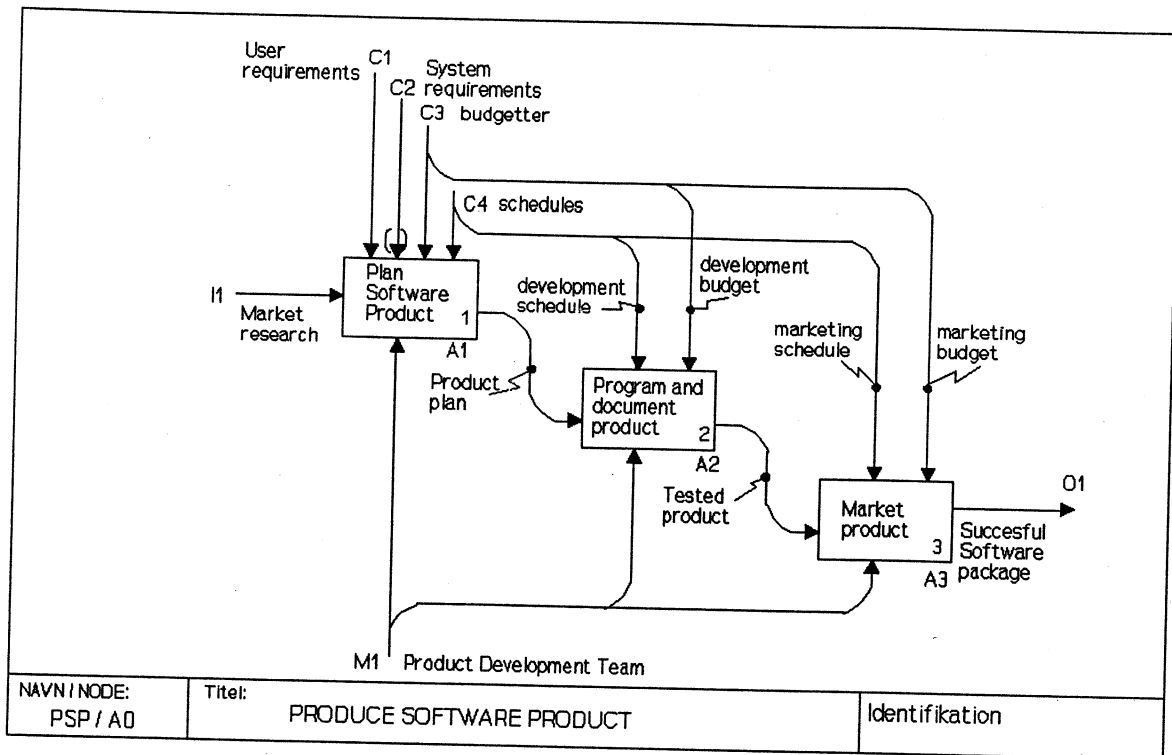 User
requirements
C1
C2
System
requirements
C3 budgetter
C4 schedules
I1
Market
research
Plan
Software
Product
1
A1
Product
plan
development
schedule
development
budget
marketing
schedule
marketing
budget
Program and
document
product
2
A2
Tested
product
Market
product
3
A3
O1
Succesful
Software
package
M1 Product Development Team
NAVN / NODE:
PSP / A0
Titel:
PRODUCE SOFTWARE PRODUCT
Identifikation